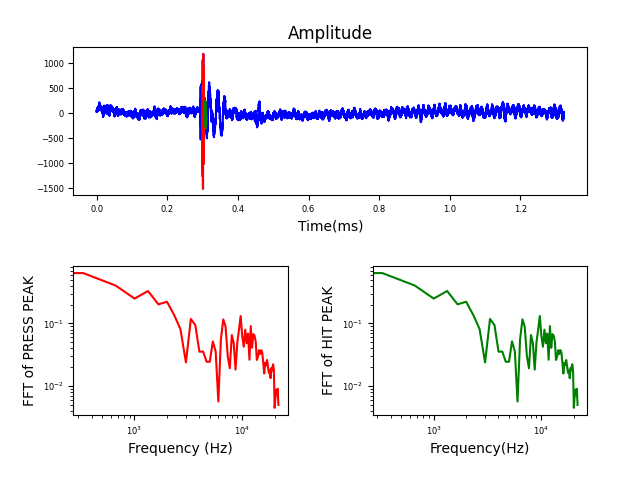 Amplitude
1000
500
0
−500
−1000
−1500
0.0 0.2 0.4 0.6 0.8 1.0 1.2
Time(ms)
FFT of PRESS PEAK
10⁻¹
10⁻²
10³ 10⁴
Frequency (Hz)
FFT of HIT PEAK
10⁻¹
10⁻²
10³ 10⁴
Frequency(Hz)